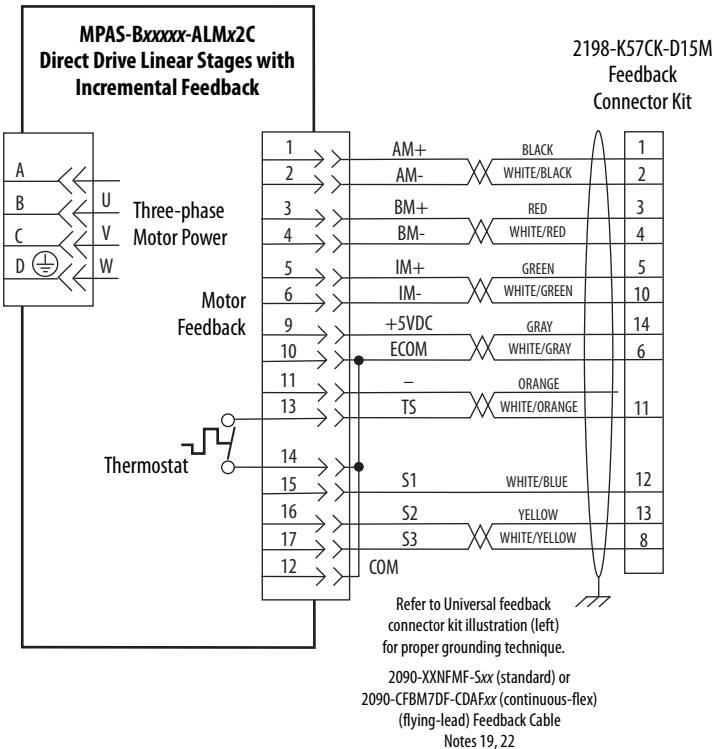 MPAS-Bxxxxx-ALMx2C
Direct Drive Linear Stages with
Incremental Feedback
2198-K57CK-D15M
Feedback
Connector Kit
A
B
C
D
U
V
W
Three-phase
Motor Power
Motor
Feedback
Thermostat
1 AM+ BLACK 1
2 AM- WHITE/BLACK 2
3 BM+ RED 3
4 BM- WHITE/RED 4
5 IM+ GREEN 5
6 IM- WHITE/GREEN 10
9 +5VDC GRAY 14
10 ECOM WHITE/GRAY 6
11 – ORANGE
13 TS WHITE/ORANGE 11
14
15 S1 WHITE/BLUE 12
16 S2 YELLOW 13
17 S3 WHITE/YELLOW 8
12 COM
Refer to Universal feedback
connector kit illustration (left)
for proper grounding technique.
2090-XXNFMF-Sxx (standard) or
2090-CFBM7DF-CDAFxx (continuous-flex)
(flying-lead) Feedback Cable
Notes 19, 22